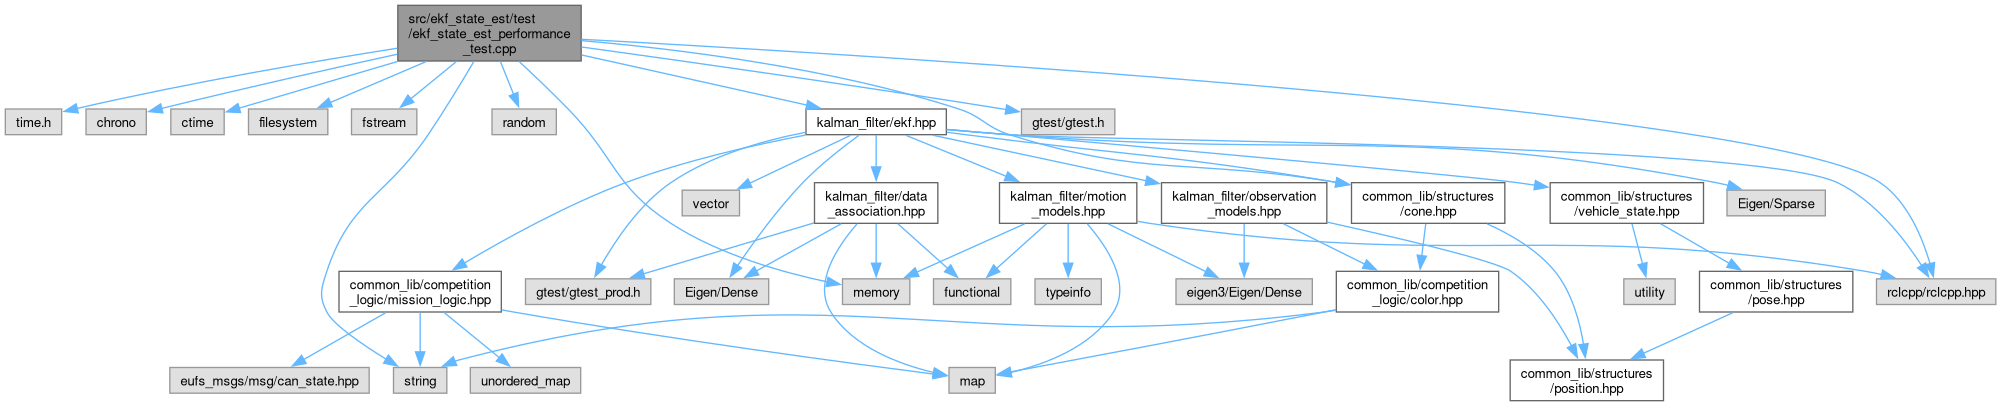 src/ekf_state_est/test
/ekf_state_est_performance
_test.cpp
time.h
chrono
ctime
filesystem
fstream
random
kalman_filter/ekf.hpp
gtest/gtest.h
vector
kalman_filter/data
_association.hpp
kalman_filter/motion
_models.hpp
kalman_filter/observation
_models.hpp
common_lib/structures
/cone.hpp
common_lib/structures
/vehicle_state.hpp
Eigen/Sparse
common_lib/competition
_logic/mission_logic.hpp
gtest/gtest_prod.h
Eigen/Dense
memory
functional
typeinfo
eigen3/Eigen/Dense
common_lib/competition
_logic/color.hpp
utility
common_lib/structures
/pose.hpp
rclcpp/rclcpp.hpp
eufs_msgs/msg/can_state.hpp
string
unordered_map
map
common_lib/structures
/position.hpp